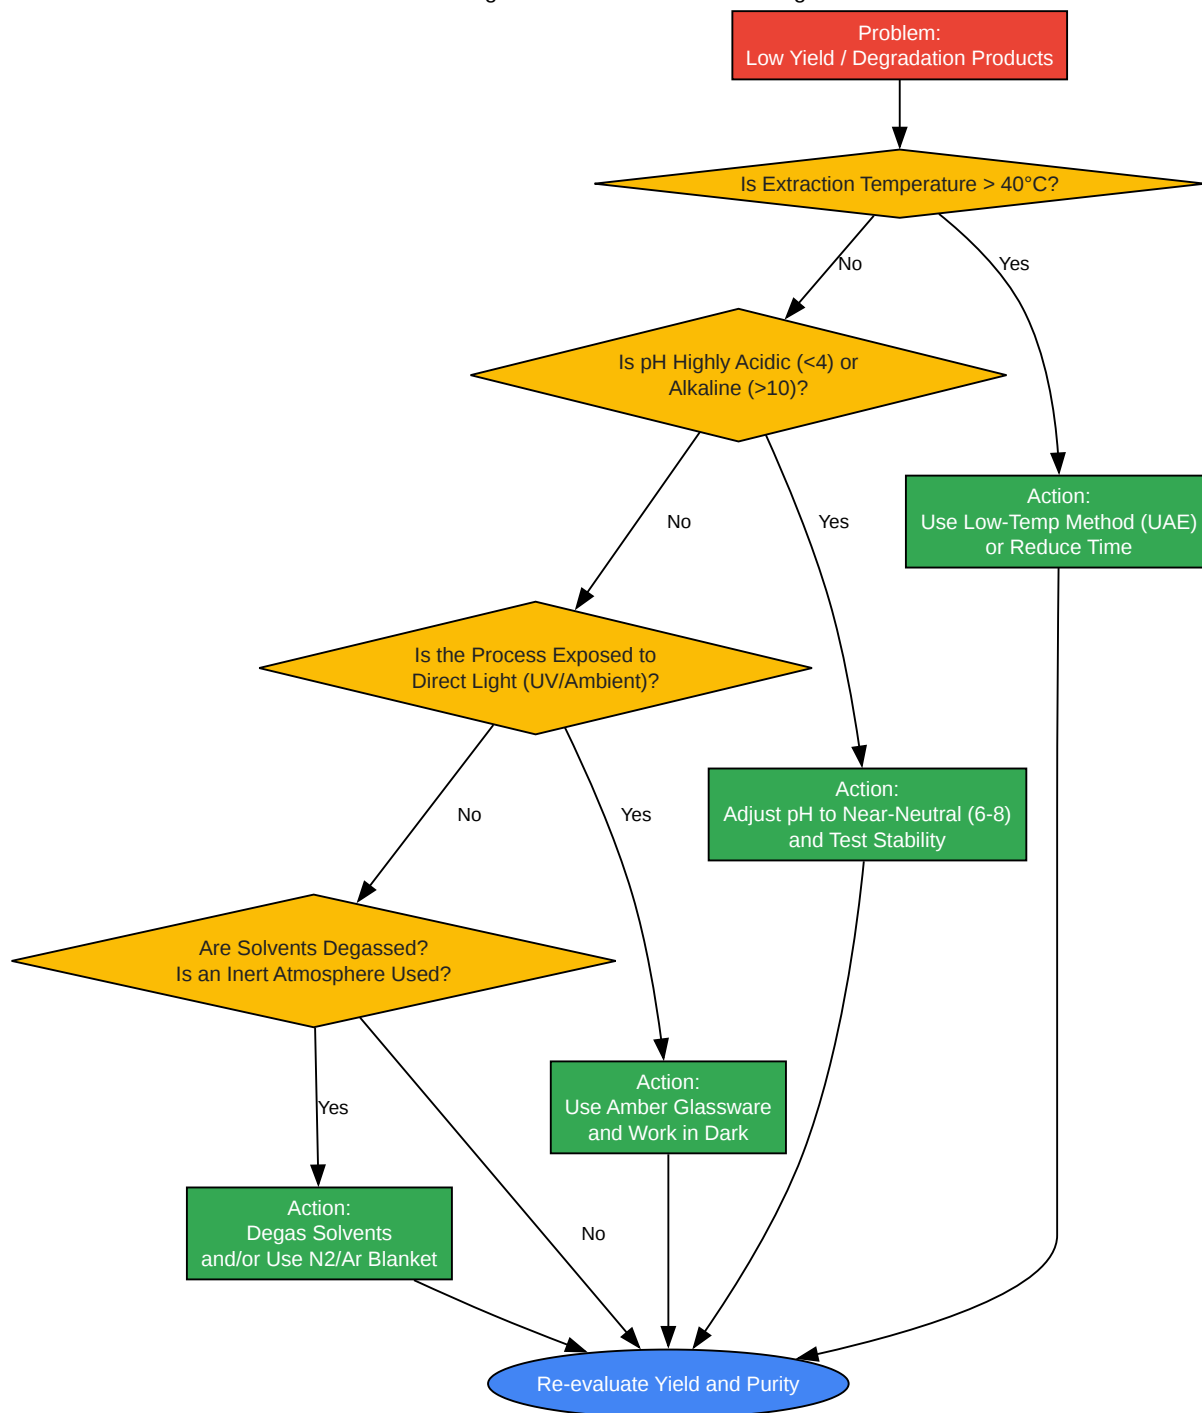 Problem:
Low Yield / Degradation Products
Is Extraction Temperature > 40°C?
No
Yes
Is pH Highly Acidic (<4) or
Alkaline (>10)?
No
Yes
Action:
Use Low-Temp Method (UAE)
or Reduce Time
Is the Process Exposed to
Direct Light (UV/Ambient)?
No
Yes
Action:
Adjust pH to Near-Neutral (6-8)
and Test Stability
Are Solvents Degassed?
Is an Inert Atmosphere Used?
Yes
No
Action:
Use Amber Glassware
and Work in Dark
Action:
Degas Solvents
and/or Use N2/Ar Blanket
Re-evaluate Yield and Purity